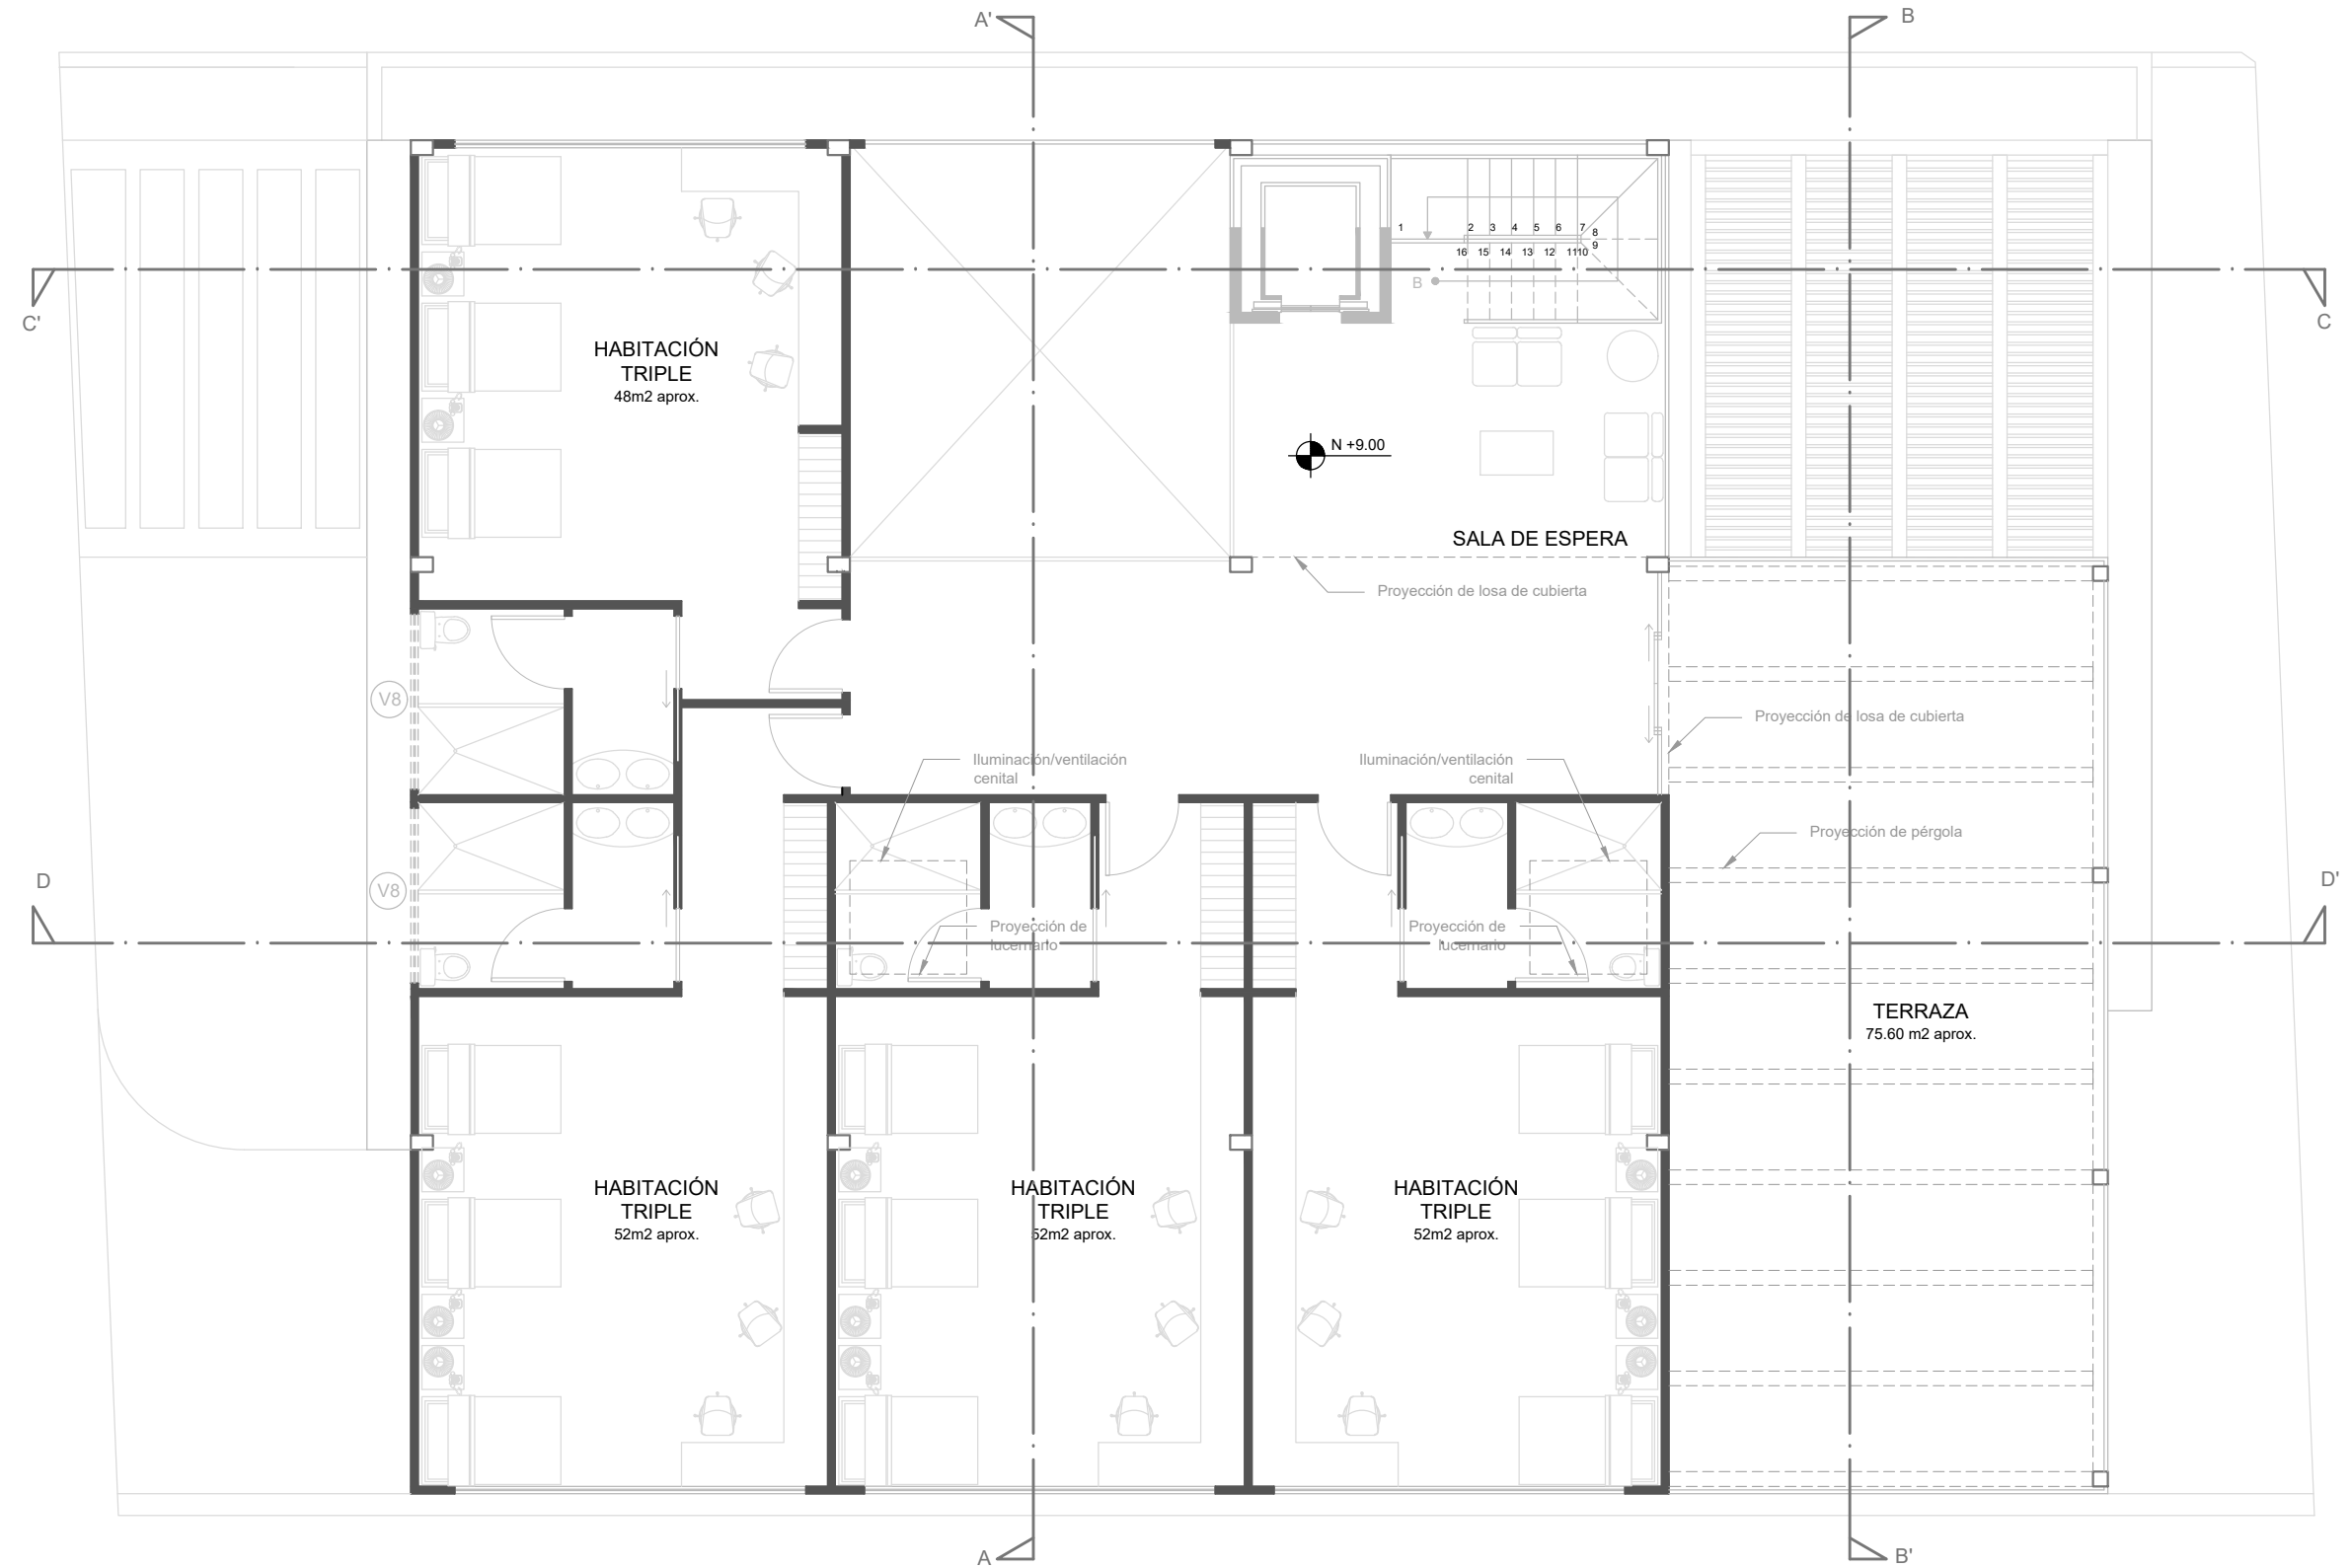 A'
B
1
2
3
4
5
6
7
8
9
16
15
14
13
12
11
10
B
C'
C
HABITACIÓN
TRIPLE
48m2 aprox.
N +9.00
SALA DE ESPERA
Proyección de losa de cubierta
V8
Proyección de losa de cubierta
Iluminación/ventilación
cenital
Iluminación/ventilación
cenital
Proyección de pérgola
D
V8
D'
Proyección de
lucernario
Proyección de
lucernario
TERRAZA
75.60 m2 aprox.
HABITACIÓN
TRIPLE
52m2 aprox.
HABITACIÓN
TRIPLE
52m2 aprox.
HABITACIÓN
TRIPLE
52m2 aprox.
A
B'